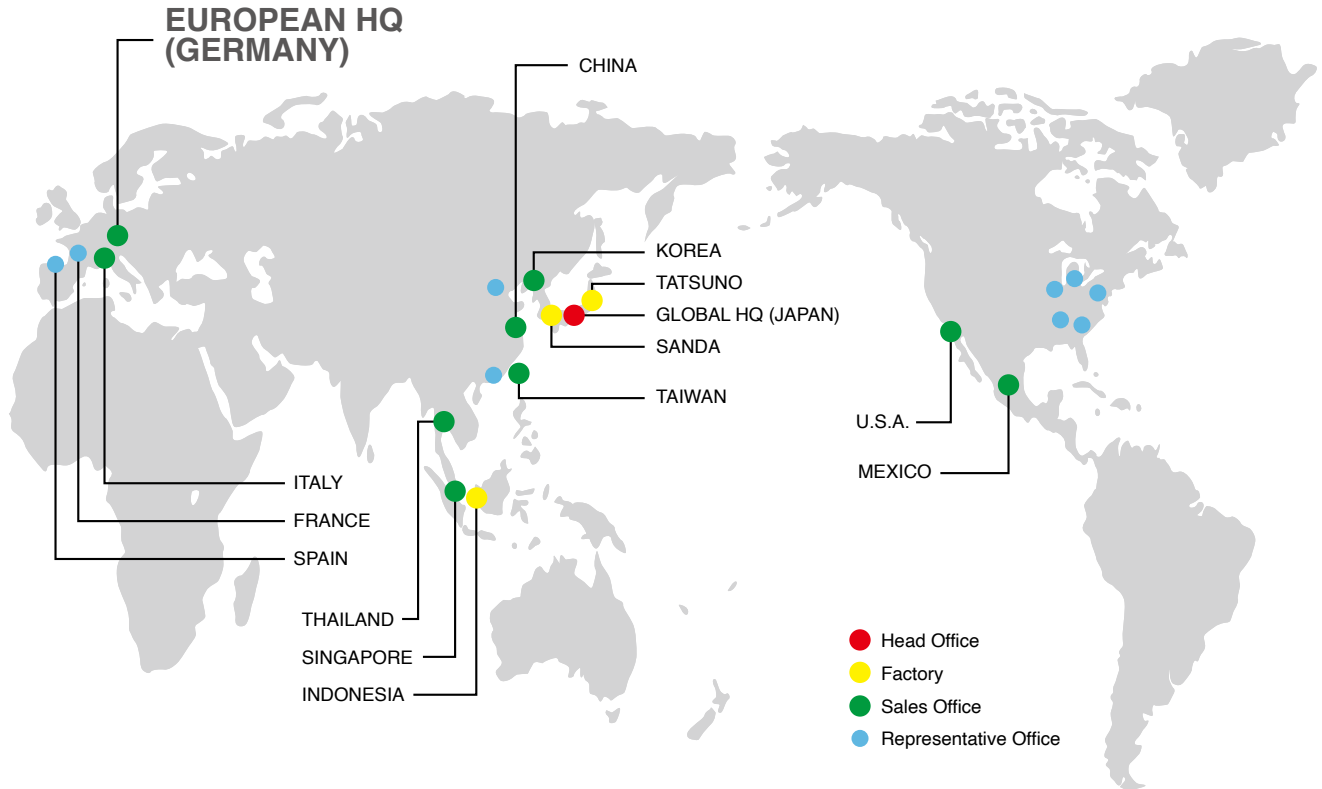 EUROPEAN HQ
(GERMANY)
CHINA
KOREA
TATSUNO
GLOBAL HQ (JAPAN)
SANDA
TAIWAN
U.S.A.
MEXICO
ITALY
FRANCE
SPAIN
THAILAND
SINGAPORE
INDONESIA
Head Office
Factory
Sales Office
Representative Office